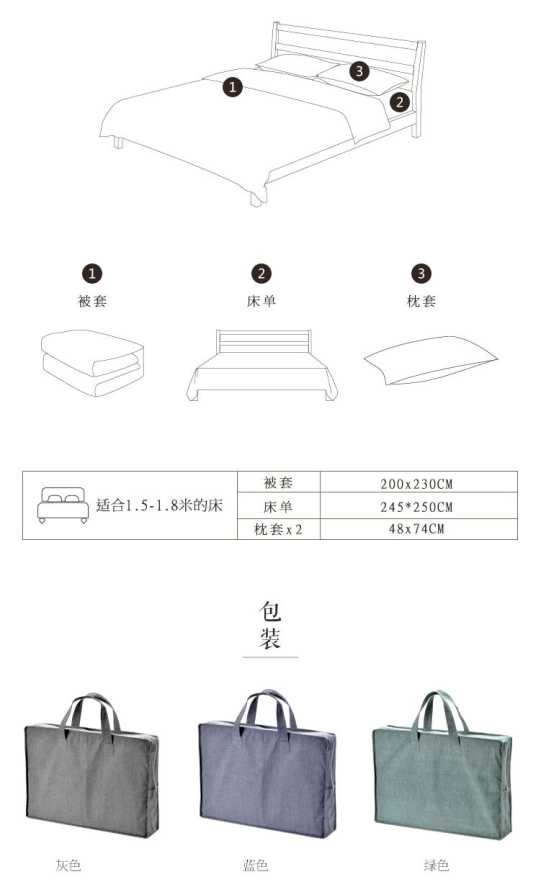 3
1
2
1 2 3
被套 床单 枕套
适合1.5-1.8米的床
被套 200x230CM
床单 245*250CM
枕套x2 48x74CM
包
装
灰色 蓝色 绿色